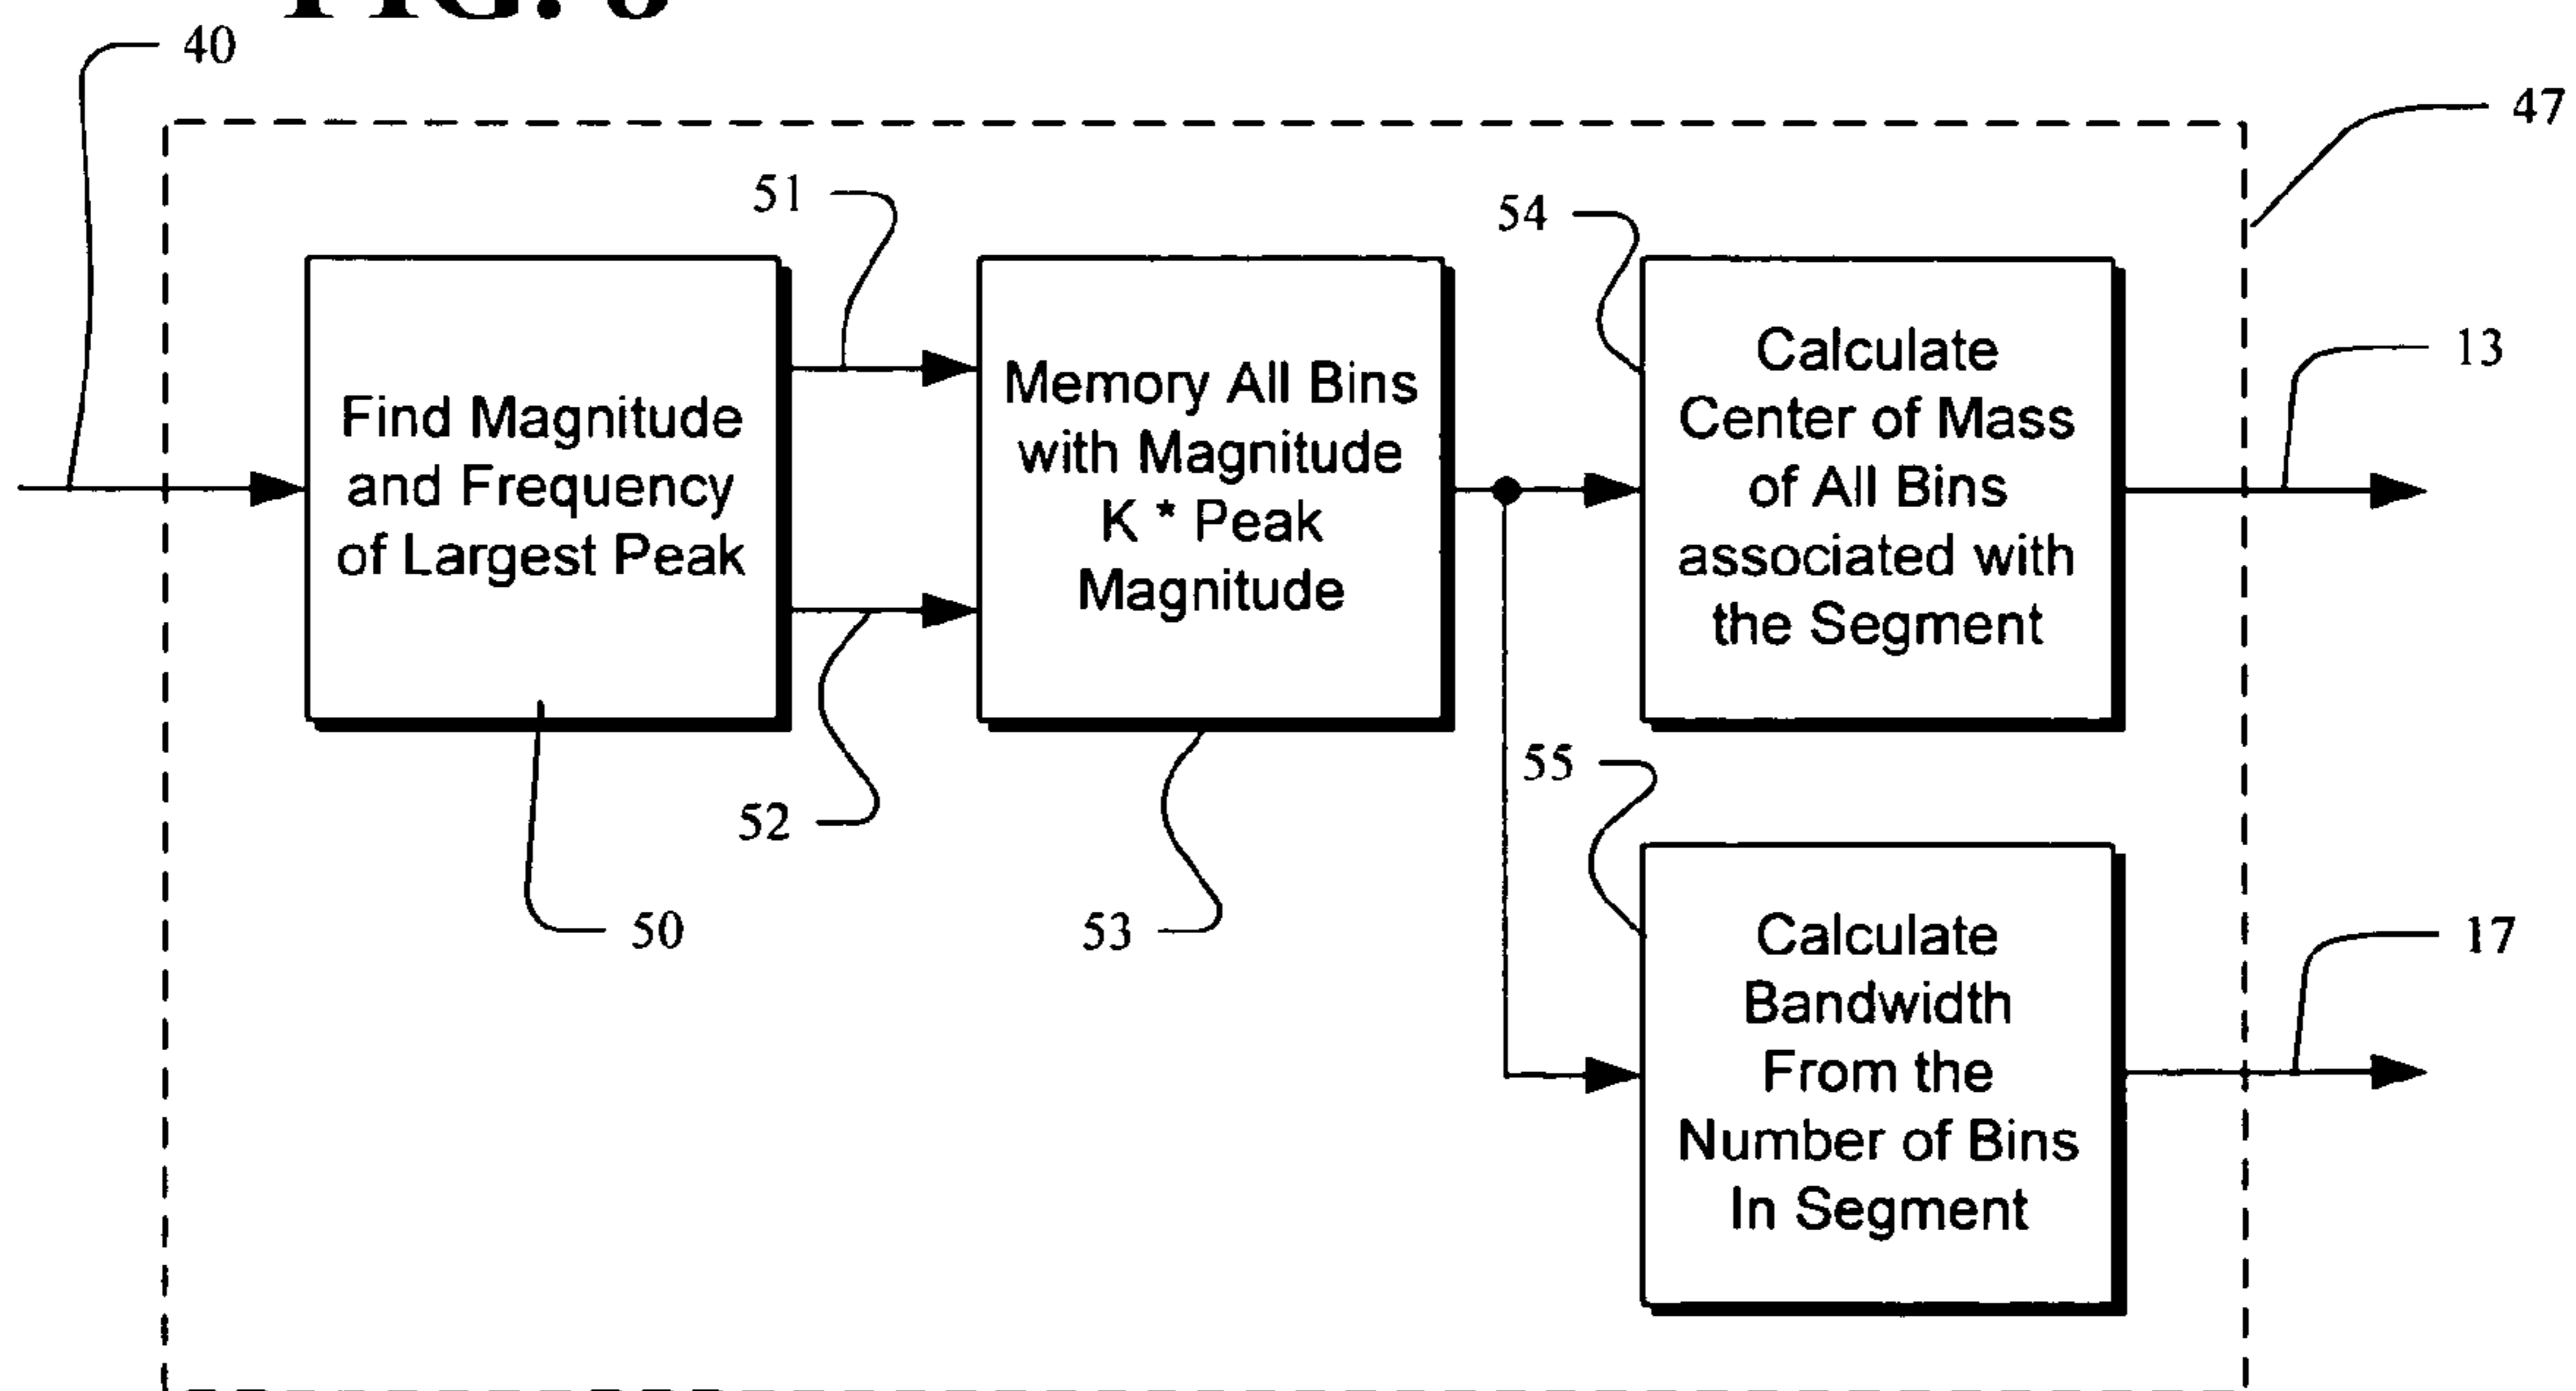 40
47
51
54
Find Magnitude
and Frequency
of Largest Peak
Memory All Bins
with Magnitude
K * Peak
Magnitude
Calculate
Center of Mass
of All Bins
associated with
the Segment
13
52
50
53
55
Calculate
Bandwidth
From the
Number of Bins
In Segment
17